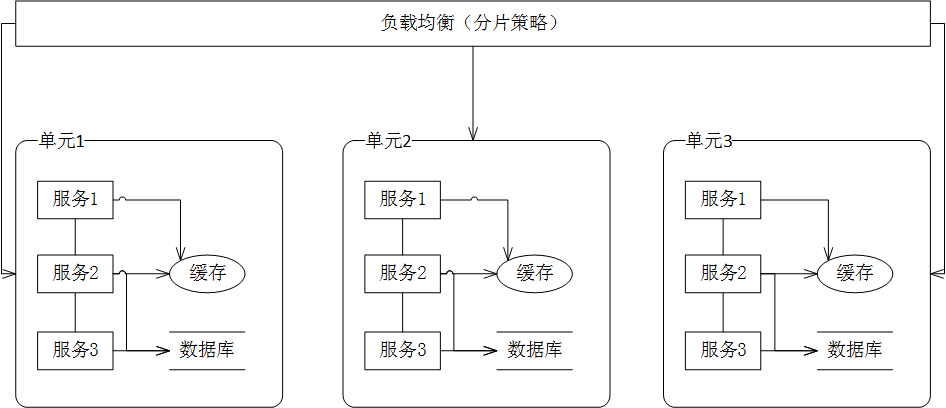 负载均衡（分片策略）
单元1
服务1
服务2
缓存
服务3
数据库
单元2
服务1
服务2
缓存
服务3
数据库
单元3
服务1
服务2
缓存
服务3
数据库